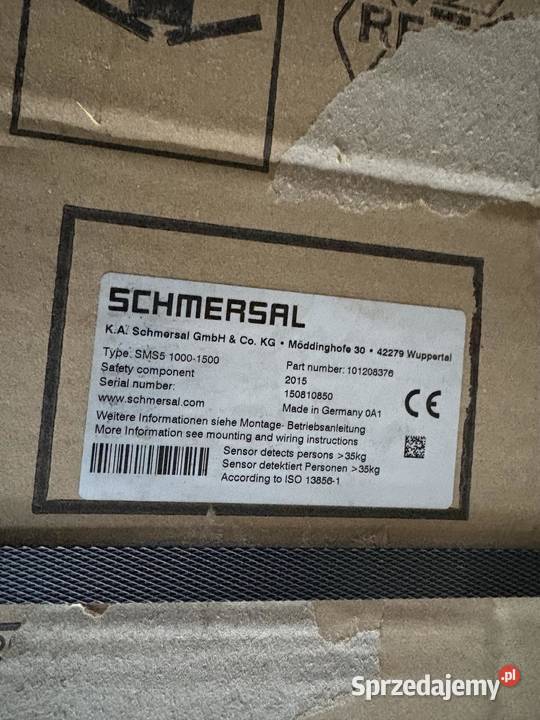 SCHMERSAL
K.A. Schmersal GmbH & Co. KG • Möddinghofe 30 • 42279 Wuppertal
Type: SMS5 1000-1500
Part number: 101208376
Safety component
2015
Serial number:
150810850
www.schmersal.com
Made in Germany 0A1
CE
Weitere Informationen siehe Montage- Betriebsanleitung
More Information see mounting and wiring instructions
Sensor detects persons >35kg
Sensor detektiert Personen >35kg
According to ISO 13856-1
Sprzedajemy.pl